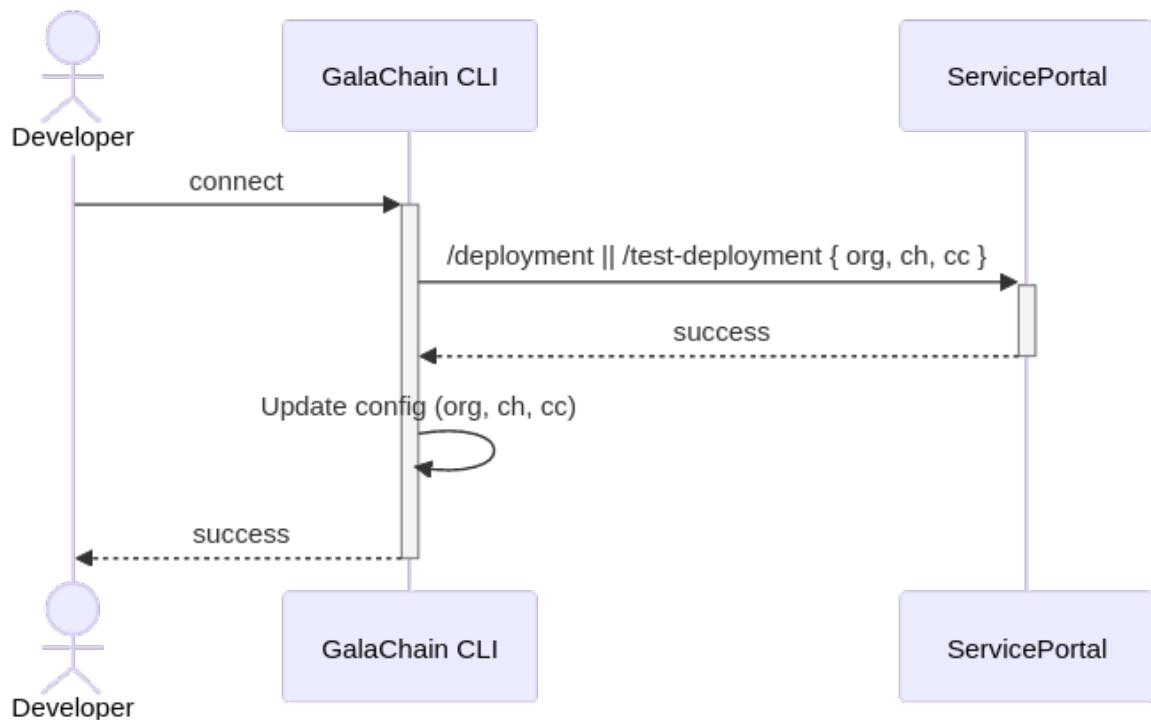 GalaChain CLI
ServicePortal
Developer
connect
/deployment || /test-deployment { org, ch, cc }
success
Update config (org, ch, cc)
success
GalaChain CLI
ServicePortal
Developer